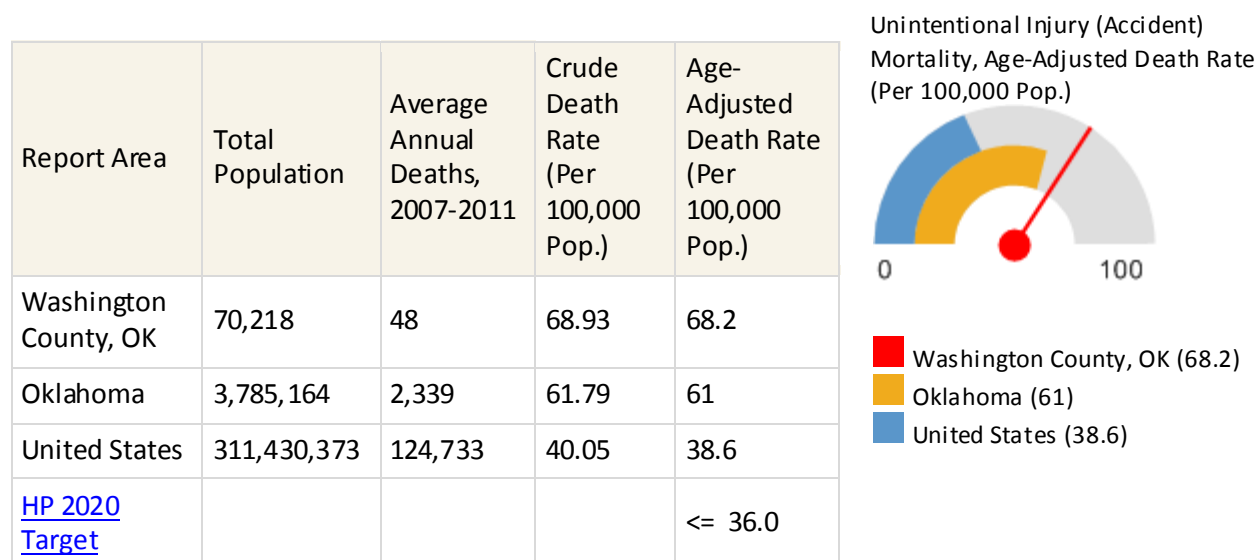 Report Area
Total
Population
Average
Annual
Deaths,
2007-2011
Crude
Death
Rate
(Per
100,000
Pop.)
Age-
Adjusted
Death Rate
(Per
100,000
Pop.)
Washington
County, OK
70,218
48
68.93
68.2
Oklahoma
3,785,164
2,339
61.79
61
United States
311,430,373
124,733
40.05
38.6
HP 2020
Target
<= 36.0
Unintentional Injury (Accident)
Mortality, Age-Adjusted Death Rate
(Per 100,000 Pop.)
0
100
Washington County, OK (68.2)
Oklahoma (61)
United States (38.6)